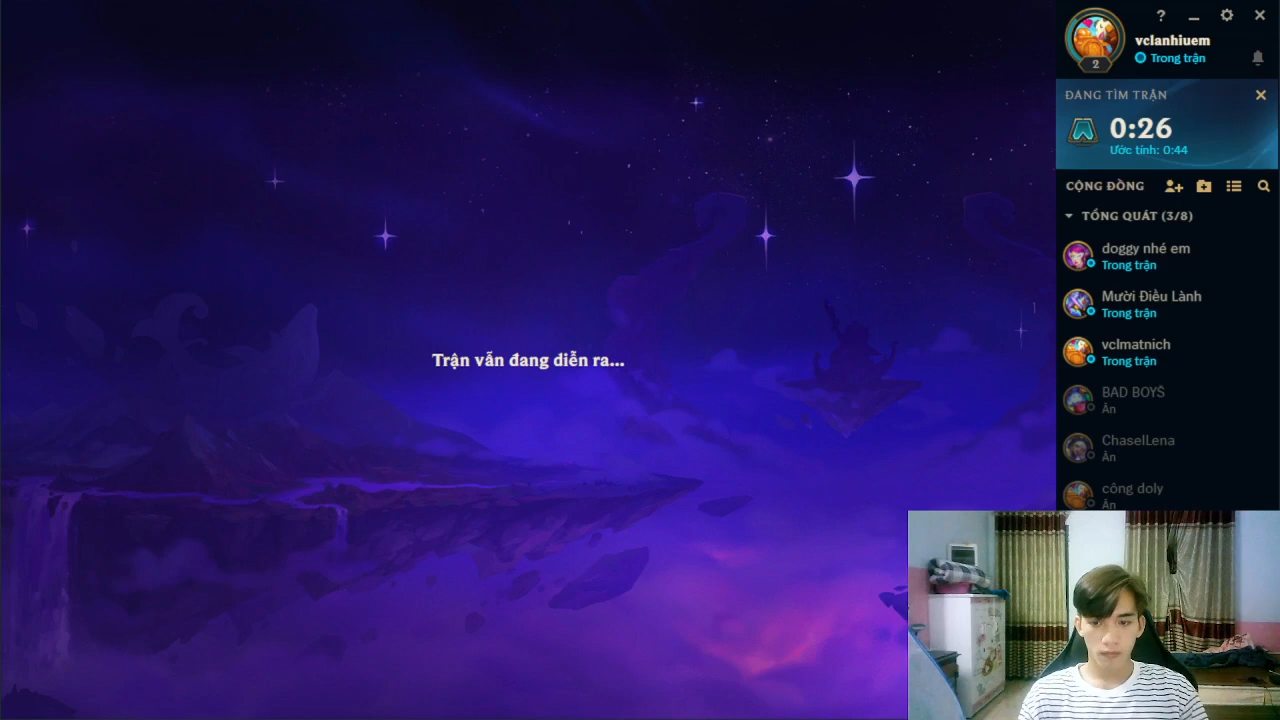 ?
vclanhiuem
Trong trận
2
ĐANG TÌM TRẬN
0:26
Ước tính: 0:44
CỘNG ĐỒNG
TỔNG QUÁT (3/8)
doggy nhé em
Trong trận
Mười Điều Lành
Trong trận
Trận vẫn đang diễn ra...
vclmatnich
Trong trận
BAD BOYŠ
Ẩn
ChaselLena
Ẩn
công doly
Ẩn